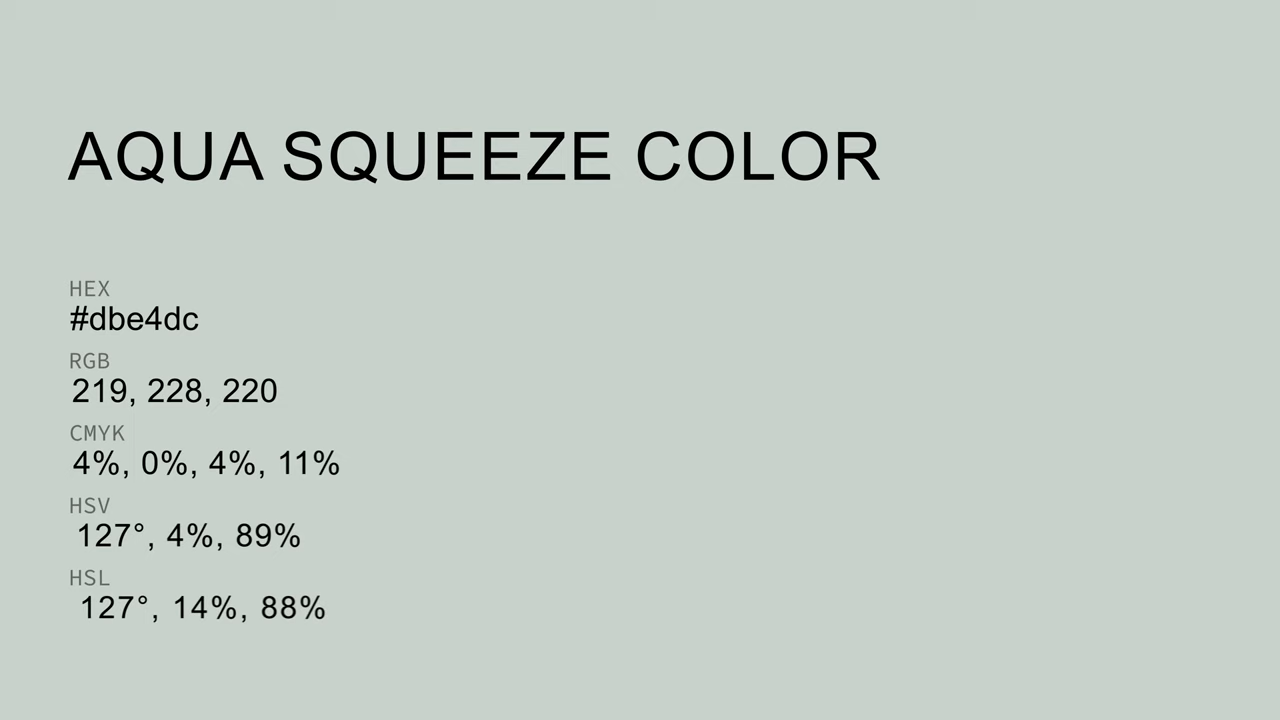 AQUA SQUEEZE COLOR
HEX
#dbe4dc
RGB
219, 228, 220
CMYK
4%, 0%, 4%, 11%
HSV
127°, 4%, 89%
HSL
127°, 14%, 88%